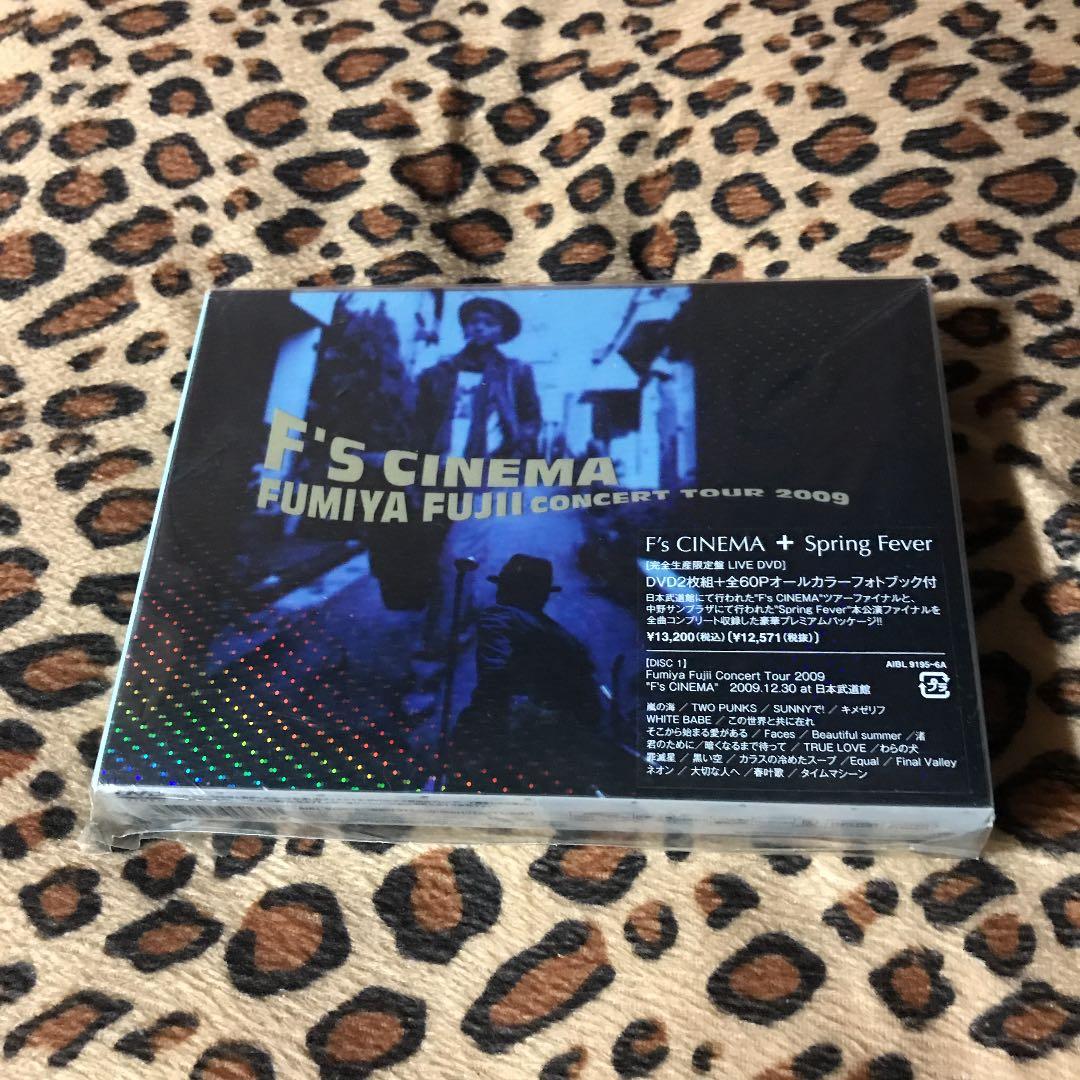 F's CINEMA
FUMIYA FUJII CONCERT TOUR 2009
F's CINEMA + Spring Fever
[完全生産限定盤 LIVE DVD]
DVD2枚組+全60Pオールカラーフォトブック付
日本武道館にて行われた"F's CINEMA"ツアーファイナルと、
中野サンプラザにて行われた"Spring Fever"本公演ファイナルを
全曲コンプリート収録した豪華プレミアムパッケージ!!
¥13,200(税込)〔¥12,571(税抜)〕
【DISC 1】 AIBL 9195~6A
Fumiya Fujii Concert Tour 2009
"F's CINEMA" 2009.12.30 at 日本武道館
プラ
嵐の海 / TWO PUNKS / SUNNYで! / キメゼリフ
WHITE BABE / この世界と共に在れ
そこから始まる愛がある / Faces / Beautiful summer / 渚
君のために / 暗くなるまで待って / TRUE LOVE / わらの犬
罪滅星 / 黒い空 / カラスの冷めたスープ / Equal / Final Valley
ネオン / 大切な人へ / 春叶歌 / タイムマシーン